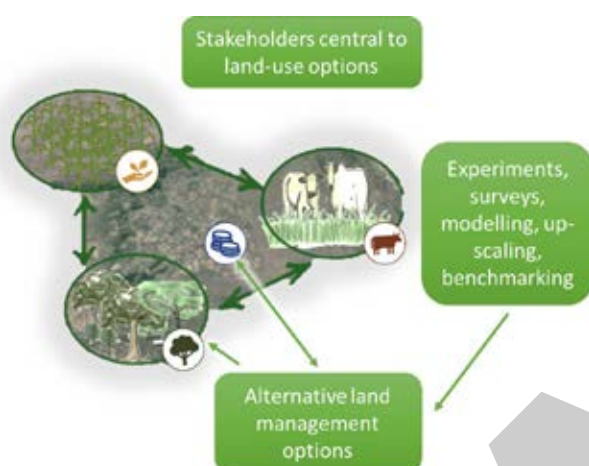 Stakeholders central to
land-use options
Experiments,
surveys,
modelling, up-
scaling,
benchmarking
Alternative land
management
options